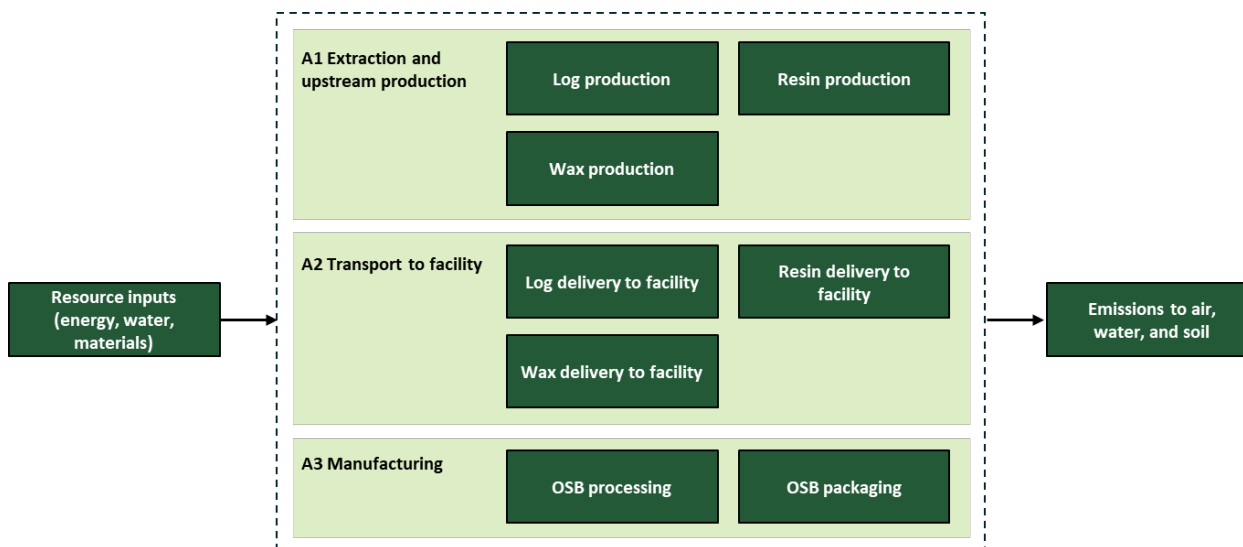 A1 Extraction and
upstream production
Log production
Resin production
Wax production
A2 Transport to facility
Log delivery to facility
Resin delivery to
facility
Wax delivery to facility
Resource inputs
(energy, water,
materials)
Emissions to air,
water, and soil
A3 Manufacturing
OSB processing
OSB packaging